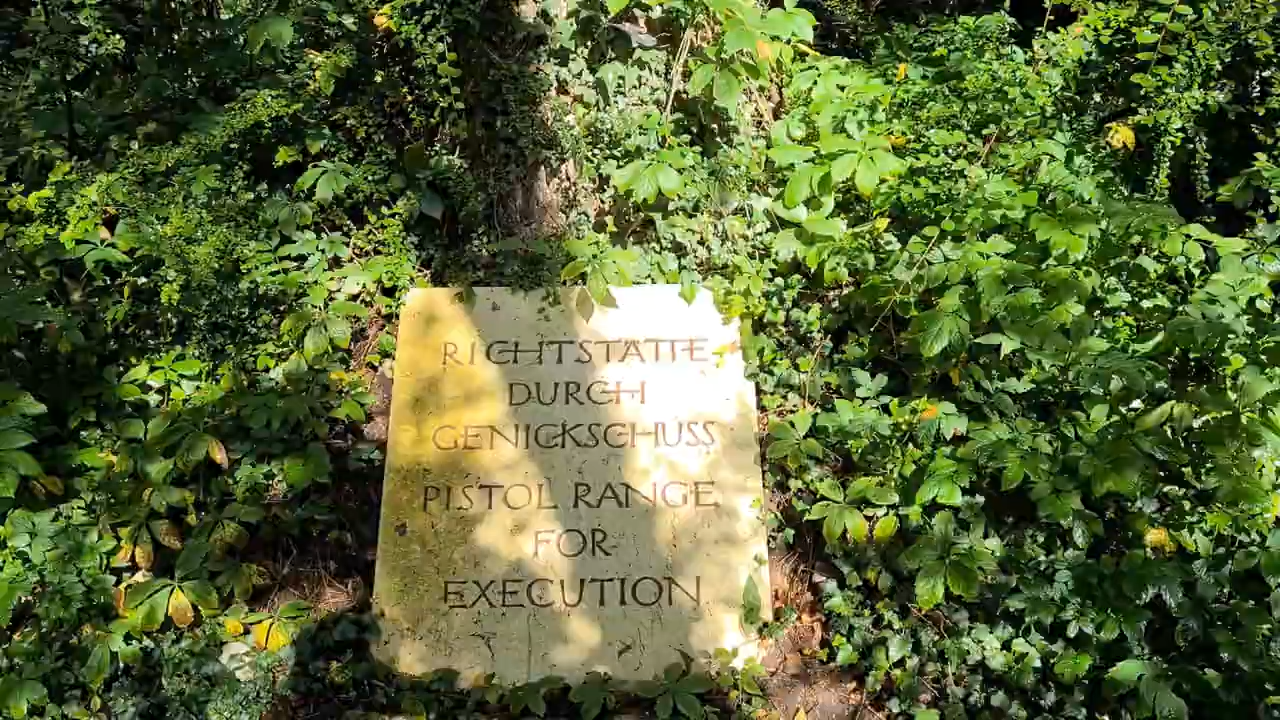 RICHTSTÄTTE
DURCH
GENICKSCHUSS
PISTOL RANGE
FOR
EXECUTION